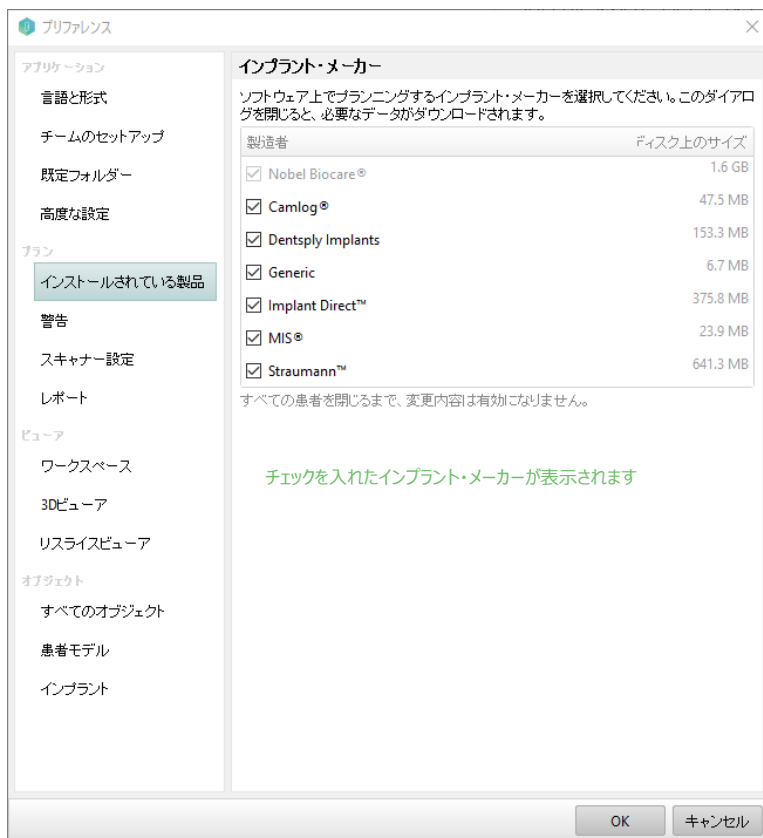 プリファレンス
アプリケーション
言語と形式
チームのセットアップ
既定フォルダー
高度な設定
プラン
インストールされている製品
警告
スキャナー設定
レポート
ビューア
ワークスペース
3Dビューア
リスライスビューア
オブジェクト
すべてのオブジェクト
患者モデル
インプラント
インプラント・メーカー
ソフトウェア上でプランニングするインプラント・メーカーを選択してください。このダイアロ
グを閉じると、必要なデータがダウンロードされます。
製造者 ディスク上のサイズ
Nobel Biocare® 1.6 GB
Camlog® 47.5 MB
Dentsply Implants 153.3 MB
Generic 6.7 MB
Implant Direct™ 375.8 MB
MIS® 23.9 MB
Straumann™ 641.3 MB
すべての患者を閉じるまで、変更内容は有効になりません。
チェックを入れたインプラント・メーカーが表示されます
OK キャンセル